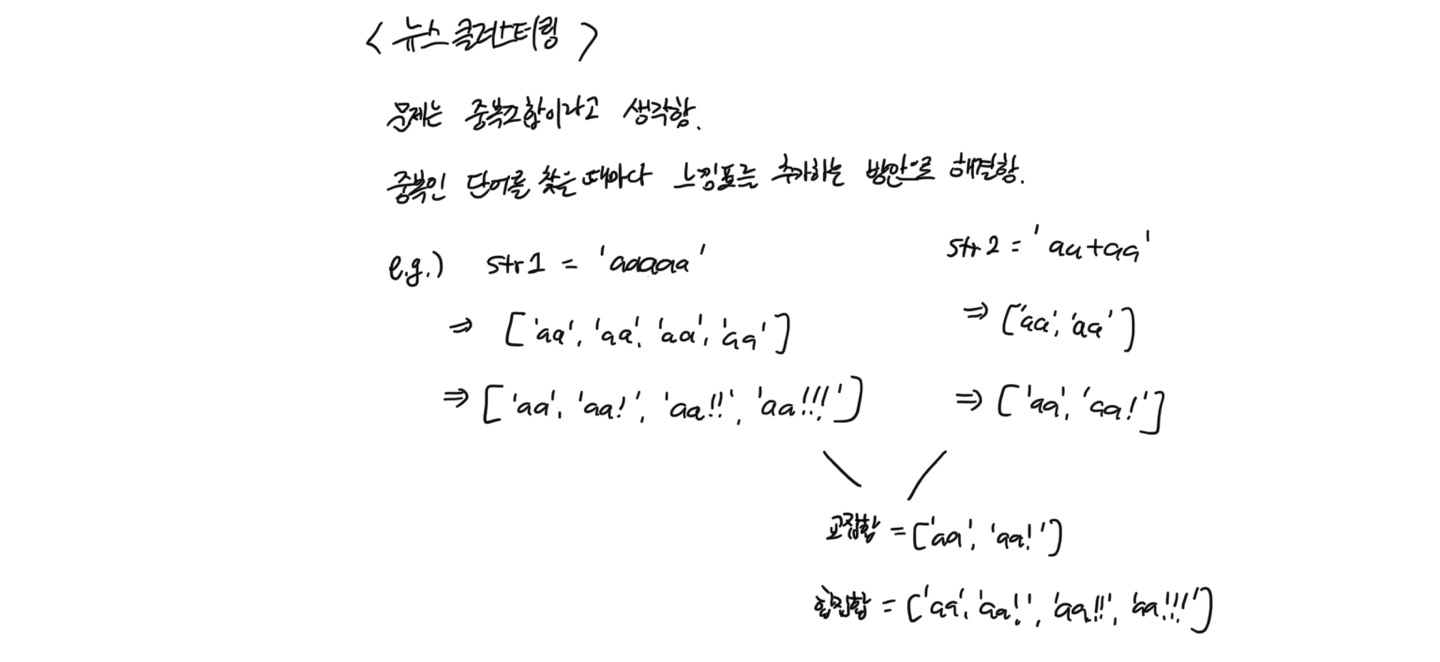 < 뉴스 클러스터링 >
문제는 중복조합이라고 생각함.
중복인 단어를 찾을 때마다 느낌표를 추가하는 방안으로 해결함.
e.g.) str1 = 'aaaaa' str2 = 'aa+aa'
⇒ ['aa', 'aa', 'aa', 'aa'] ⇒ ['aa', 'aa']
⇒ ['aa', 'aa!', 'aa!!', 'aa!!!'] ⇒ ['aa', 'aa!']
교집합 = ['aa', 'aa!']
합집합 = ['aa', 'aa!', 'aa!!', 'aa!!!']